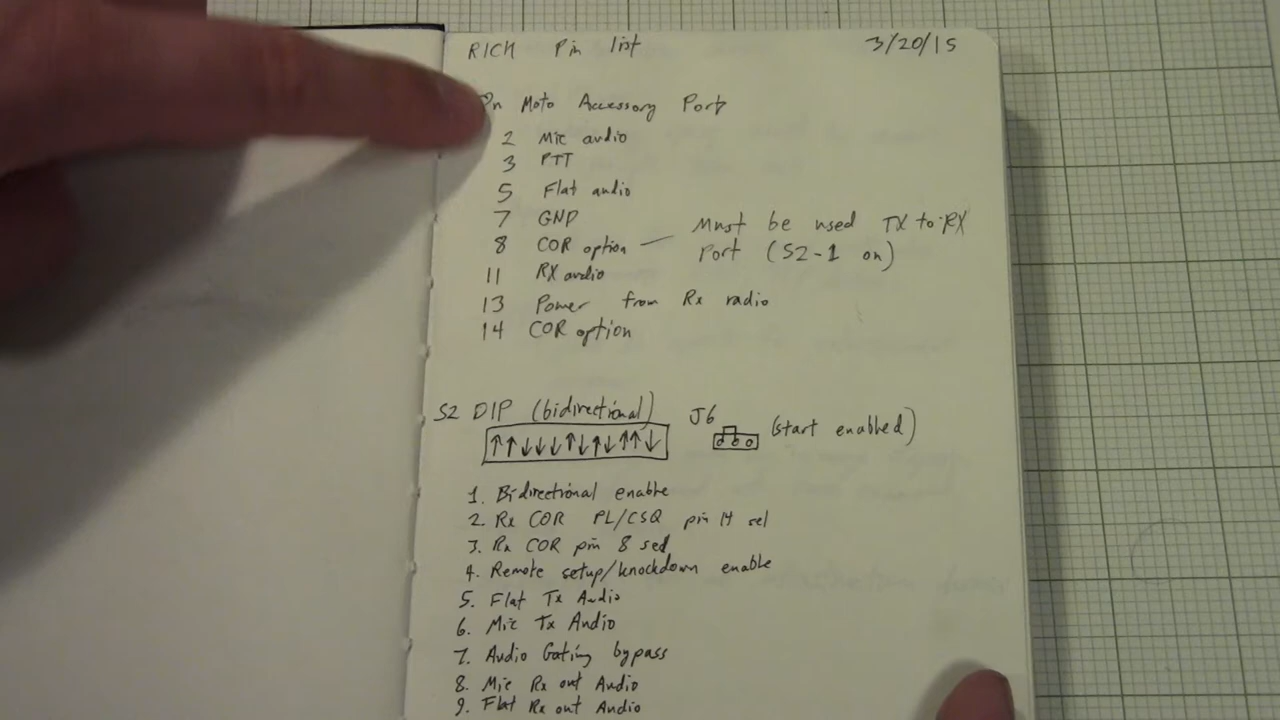 RICK Pin list 3/20/15
On Moto Accessory Port
2 Mic audio
3 PTT
5 Flat audio
7 GND
8 COR option — Must be used TX to RX
Port (S2-1 on)
11 RX audio
13 Power from Rx radio
14 COR option
S2 DIP (bidirectional) J6 (start enabled)
↑↑↓↓↓↑↓↑↓↑↑↓
1. Bidirectional enable
2. Rx COR PL/CSQ pin 14 sel
3. Rx COR pin 8 sel
4. Remote setup/knockdown enable
5. Flat Tx Audio
6. Mic Tx Audio
7. Audio Gating bypass
8. Mic Rx out Audio
9. Flat Rx out Audio